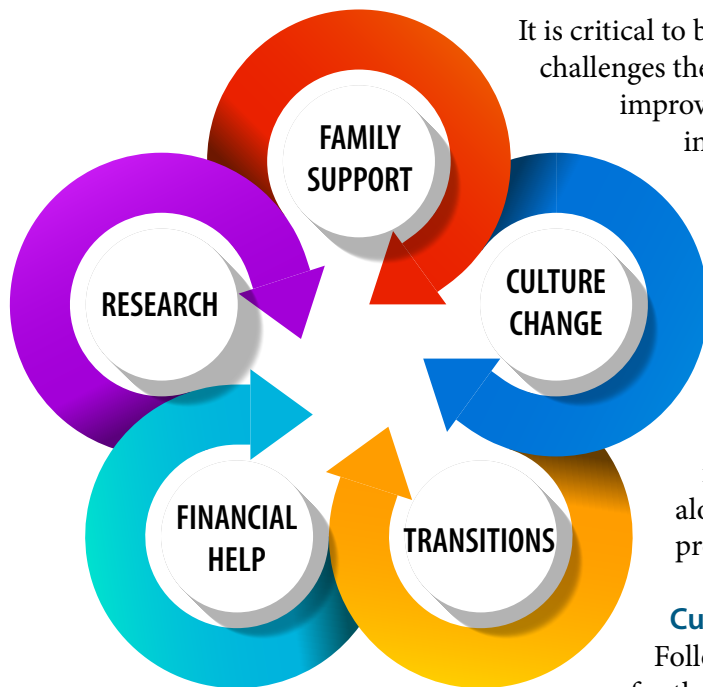 It is critical to b
challenges the
improv
in
FAMILY
SUPPORT
CULTURE
CHANGE
RESEARCH
FINANCIAL
HELP
TRANSITIONS
alo
pr
Cu
Follo